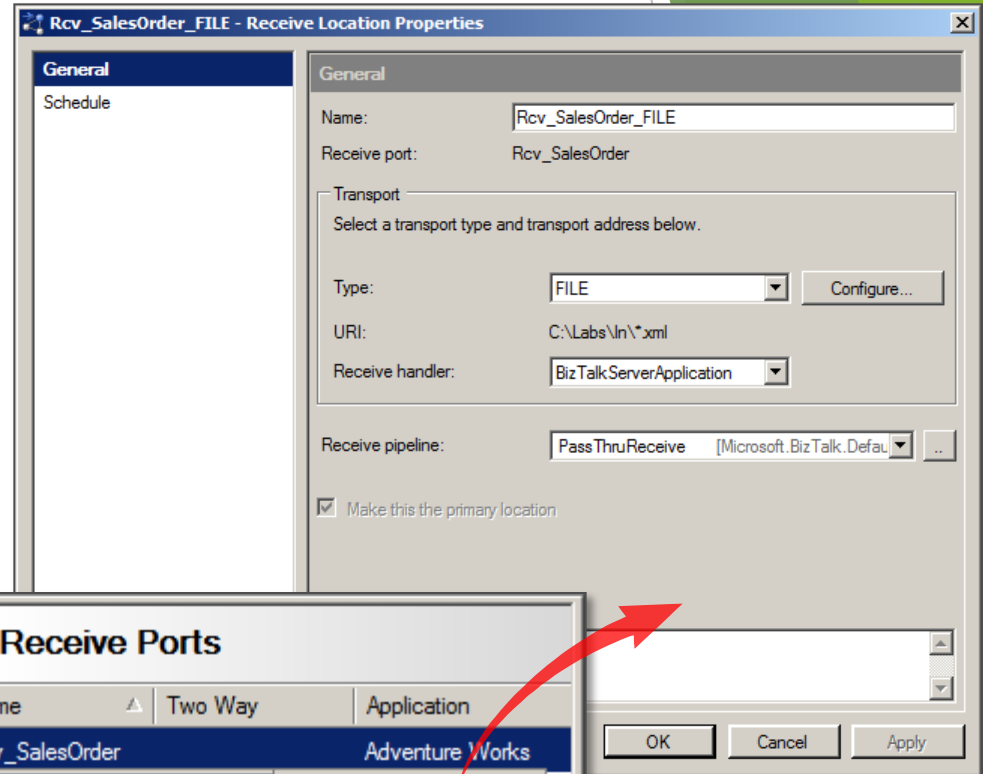 Rcv_SalesOrder_FILE - Receive Location Properties
General
Schedule
General
Name: Rcv_SalesOrder_FILE
Receive port: Rcv_SalesOrder
Transport
Select a transport type and transport address below.
Type: FILE Configure...
URI: C:\Labs\In\*.xml
Receive handler: BizTalkServerApplication
Receive pipeline: PassThruReceive [Microsoft.BizTalk.Defau ..
Make this the primary location
Receive Ports
Two Way Application
_SalesOrder Adventure Works
OK Cancel Apply